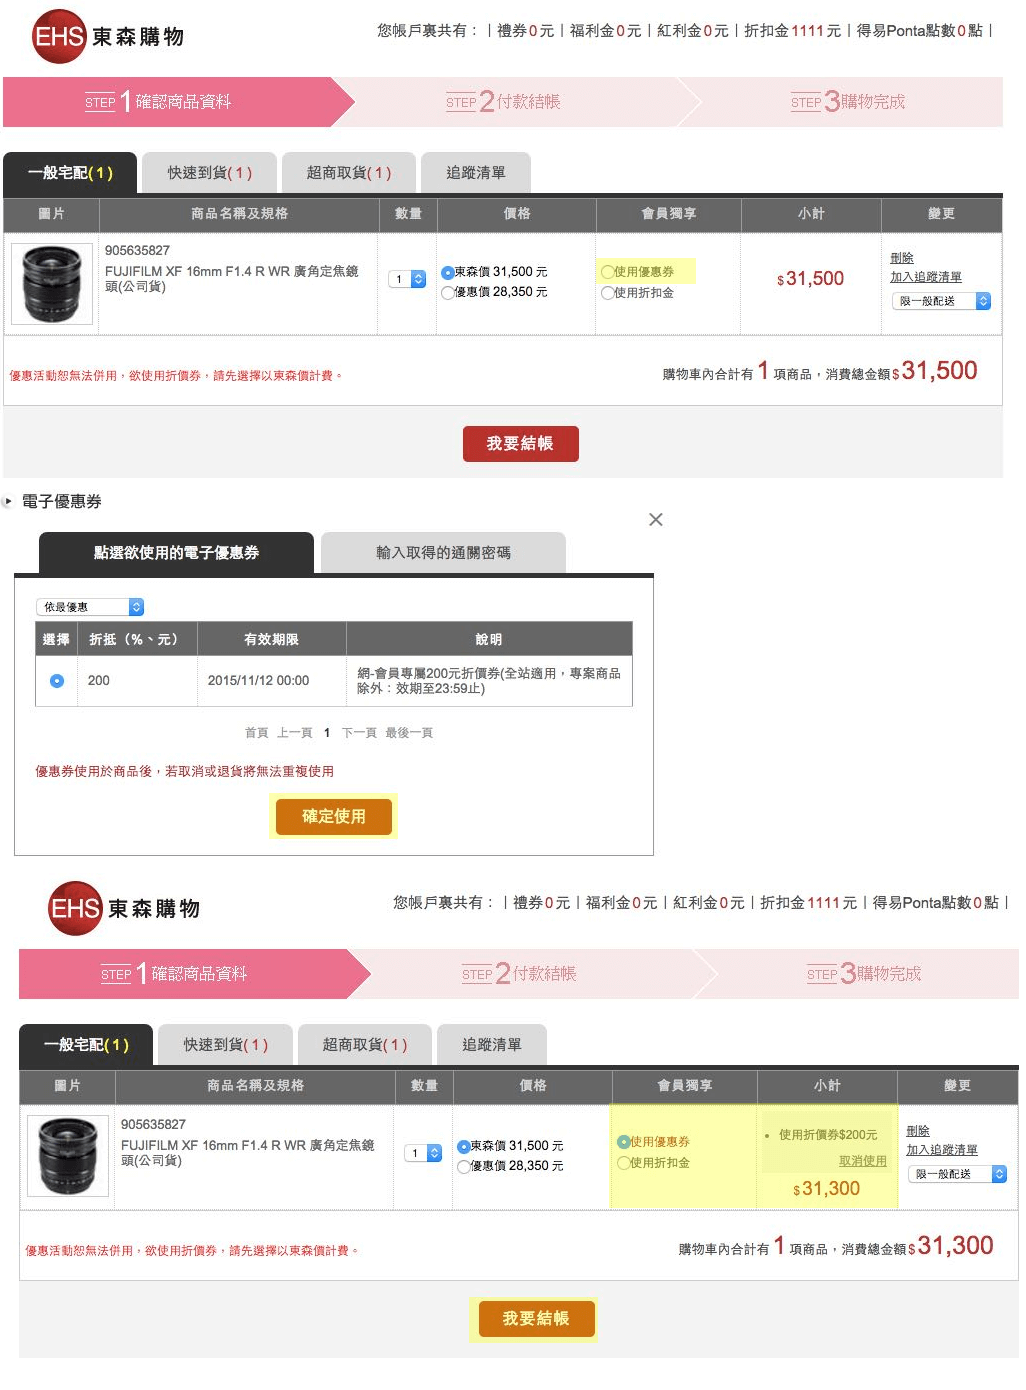 EHS 東森購物
您帳戶裏共有：｜禮券0元｜福利金0元｜紅利金0元｜折扣金1111元｜得易Ponta點數0點｜
STEP 1 確認商品資料 STEP 2 付款結帳 STEP 3 購物完成
一般宅配(1) 快速到貨(1) 超商取貨(1) 追蹤清單
圖片 商品名稱及規格 數量 價格 會員獨享 小計 變更
905635827
FUJIFILM XF 16mm F1.4 R WR 廣角定焦鏡
頭(公司貨)
1
東森價 31,500 元
優惠價 28,350 元
使用優惠券
使用折扣金
$31,500
刪除
加入追蹤清單
限一般配送
優惠活動恕無法併用，欲使用折價券，請先選擇以東森價計費。
購物車內合計有 1 項商品，消費總金額$31,500
我要結帳
電子優惠券
點選欲使用的電子優惠券 輸入取得的通關密碼
依最優惠
選擇 折抵（%、元） 有效期限 說明
200 2015/11/12 00:00 網-會員專屬200元折價券(全站適用，專案商品
除外：效期至23:59止)
首頁 上一頁 1 下一頁 最後一頁
優惠券使用於商品後，若取消或退貨將無法重複使用
確定使用
EHS 東森購物
您帳戶裏共有：｜禮券0元｜福利金0元｜紅利金0元｜折扣金1111元｜得易Ponta點數0點｜
STEP 1 確認商品資料 STEP 2 付款結帳 STEP 3 購物完成
一般宅配(1) 快速到貨(1) 超商取貨(1) 追蹤清單
圖片 商品名稱及規格 數量 價格 會員獨享 小計 變更
905635827
FUJIFILM XF 16mm F1.4 R WR 廣角定焦鏡
頭(公司貨)
1
東森價 31,500 元
優惠價 28,350 元
使用優惠券
使用折扣金
使用折價券$200元
取消使用
$31,300
刪除
加入追蹤清單
限一般配送
優惠活動恕無法併用，欲使用折價券，請先選擇以東森價計費。
購物車內合計有 1 項商品，消費總金額$31,300
我要結帳